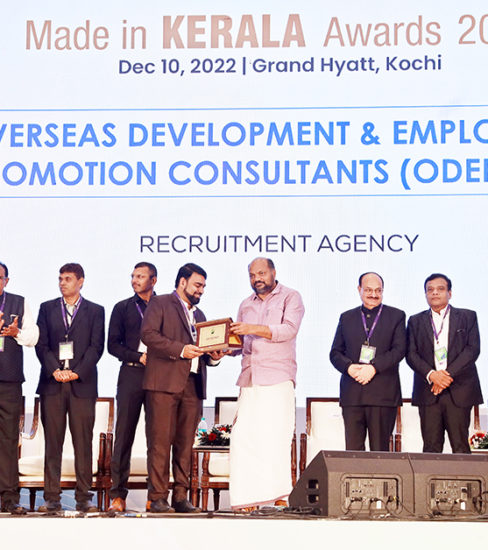 Made in KERALA Awards 20
Dec 10, 2022 | Grand Hyatt, Kochi
VERSEAS DEVELOPMENT & EMPLO
OMOTION CONSULTANTS (ODE
RECRUITMENT AGENCY